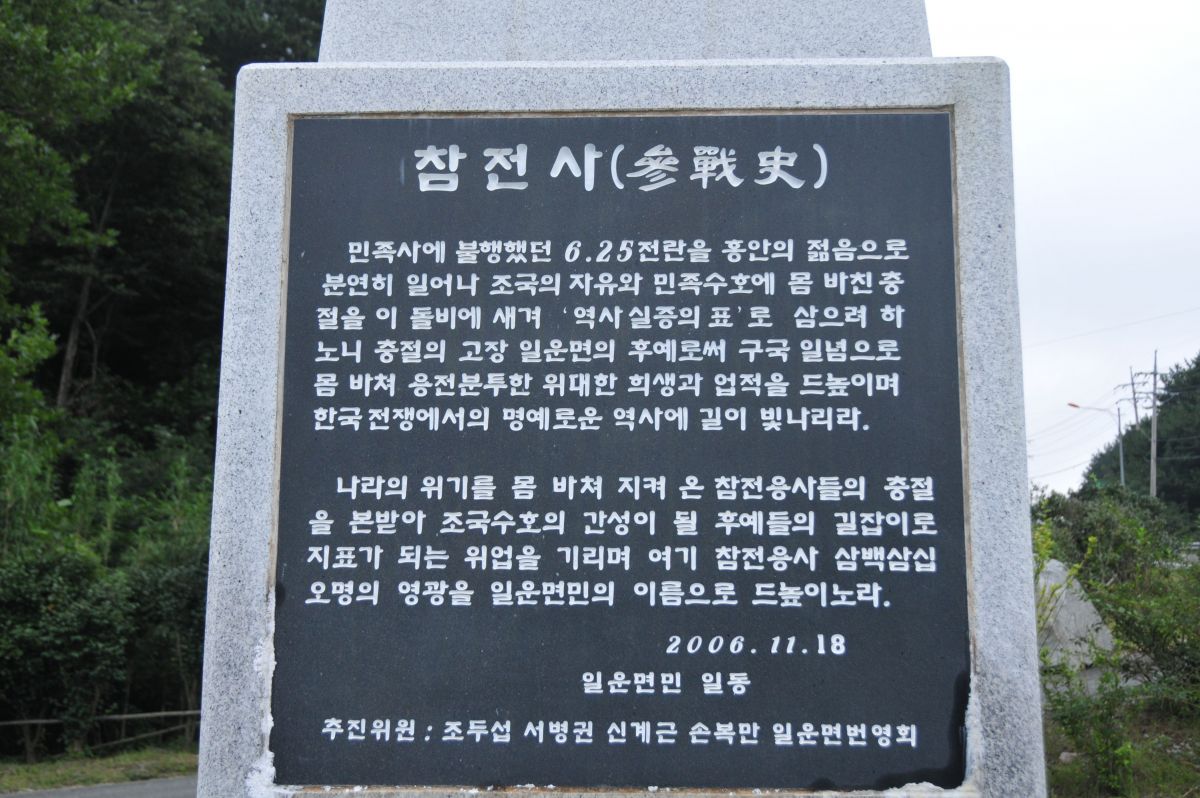 참전사(參戰史)
민족사에 불행했던 6.25전란을 홍안의 젊음으로
분연히 일어나 조국의 자유와 민족수호에 몸 바친 충
절을 이 돌비에 새겨 '역사 실증의 표'로 삼으려 하
노니 충절의 고장 일운면의 후예로써 구국 일념으로
몸 바쳐 용전분투한 위대한 희생과 업적을 드높이며
한국전쟁에서의 명예로운 역사에 길이 빛나리라.
나라의 위기를 몸 바쳐 지켜 온 참전용사들의 충절
을 본받아 조국수호의 간성이 될 후예들의 길잡이로
지표가 되는 위업을 기리며 여기 참전용사 삼백삼십
오명의 영광을 일운면민의 이름으로 드높이노라.
2006.11.18
일운면민 일동
추진위원 : 조두섭 서병권 신계근 손복만 일운면번영회